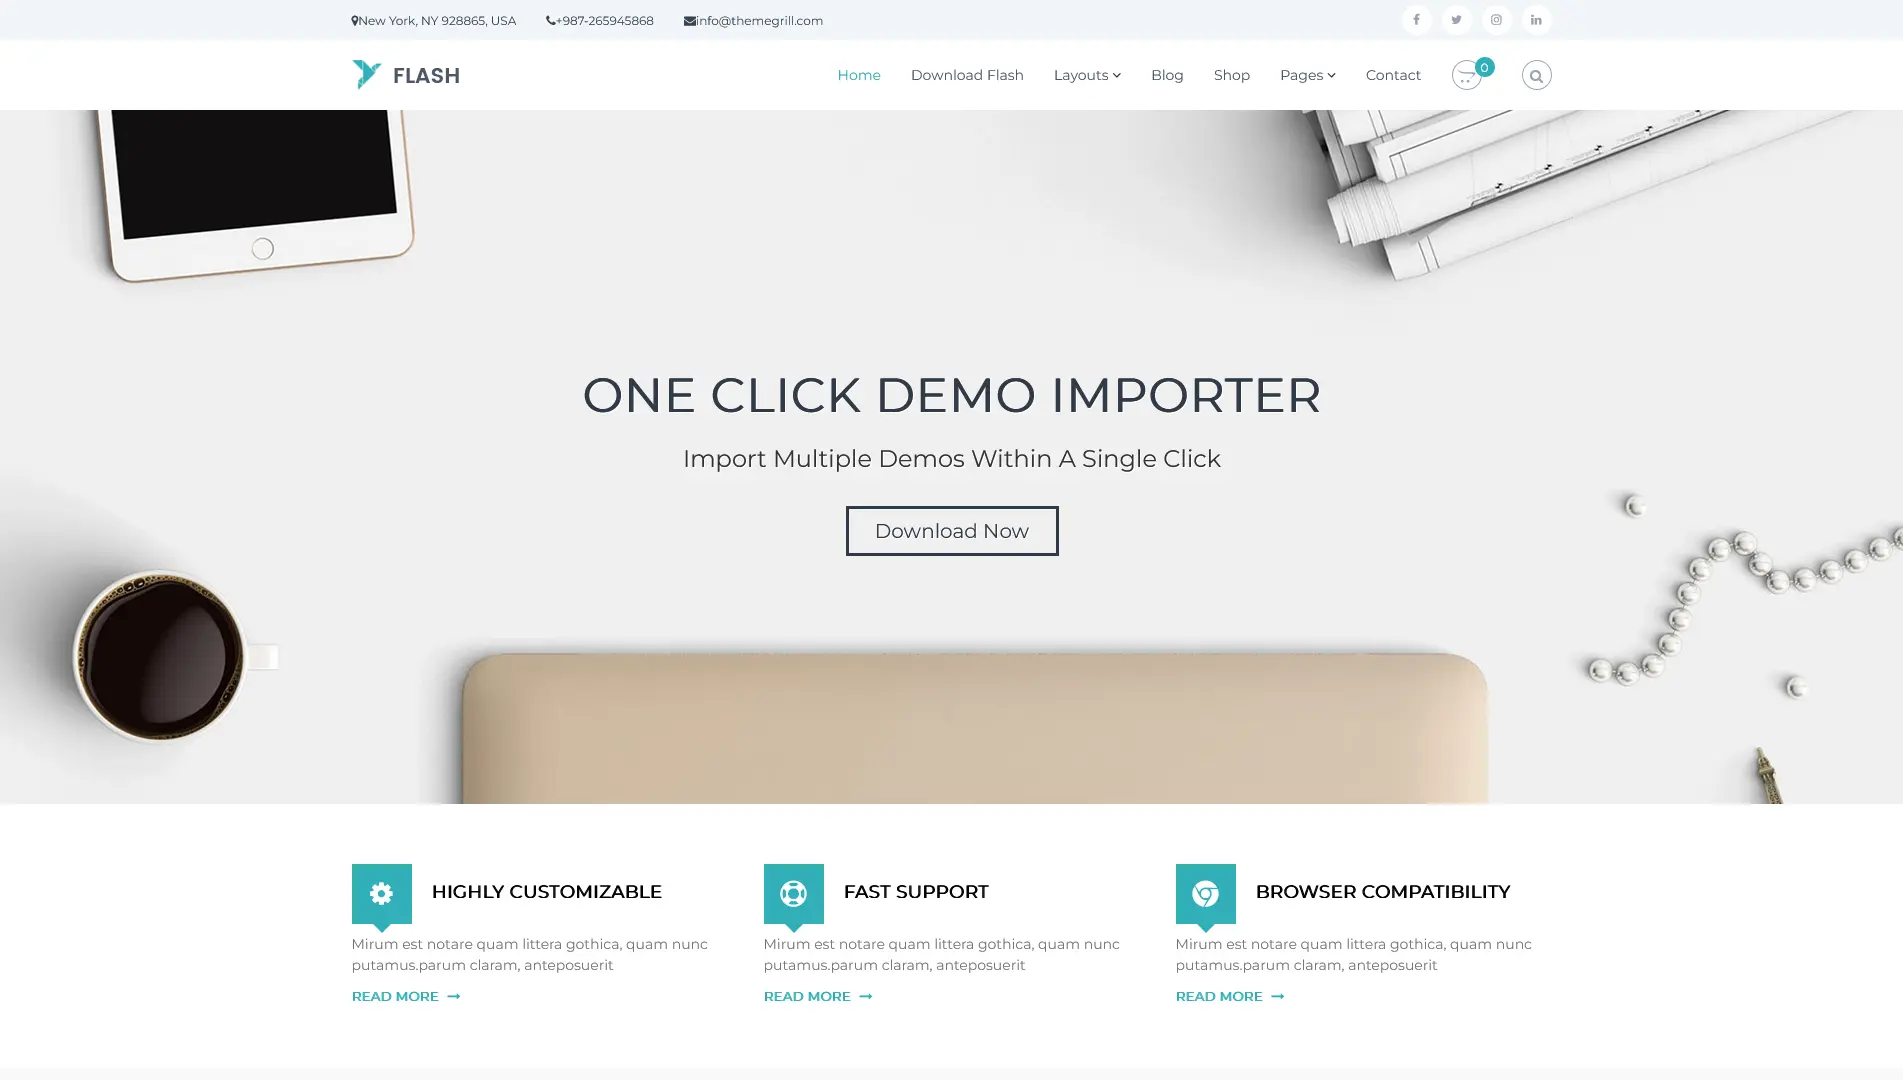 New York, NY 928865, USA
+987-265945868
info@themegrill.com
FLASH
Home
Download Flash
Layouts
Blog
Shop
Pages
Contact
0
ONE CLICK DEMO IMPORTER
Import Multiple Demos Within A Single Click
Download Now
HIGHLY CUSTOMIZABLE
Mirum est notare quam littera gothica, quam nunc
putamus.parum claram, anteposuerit
READ MORE
FAST SUPPORT
Mirum est notare quam littera gothica, quam nunc
putamus.parum claram, anteposuerit
READ MORE
BROWSER COMPATIBILITY
Mirum est notare quam littera gothica, quam nunc
putamus.parum claram, anteposuerit
READ MORE